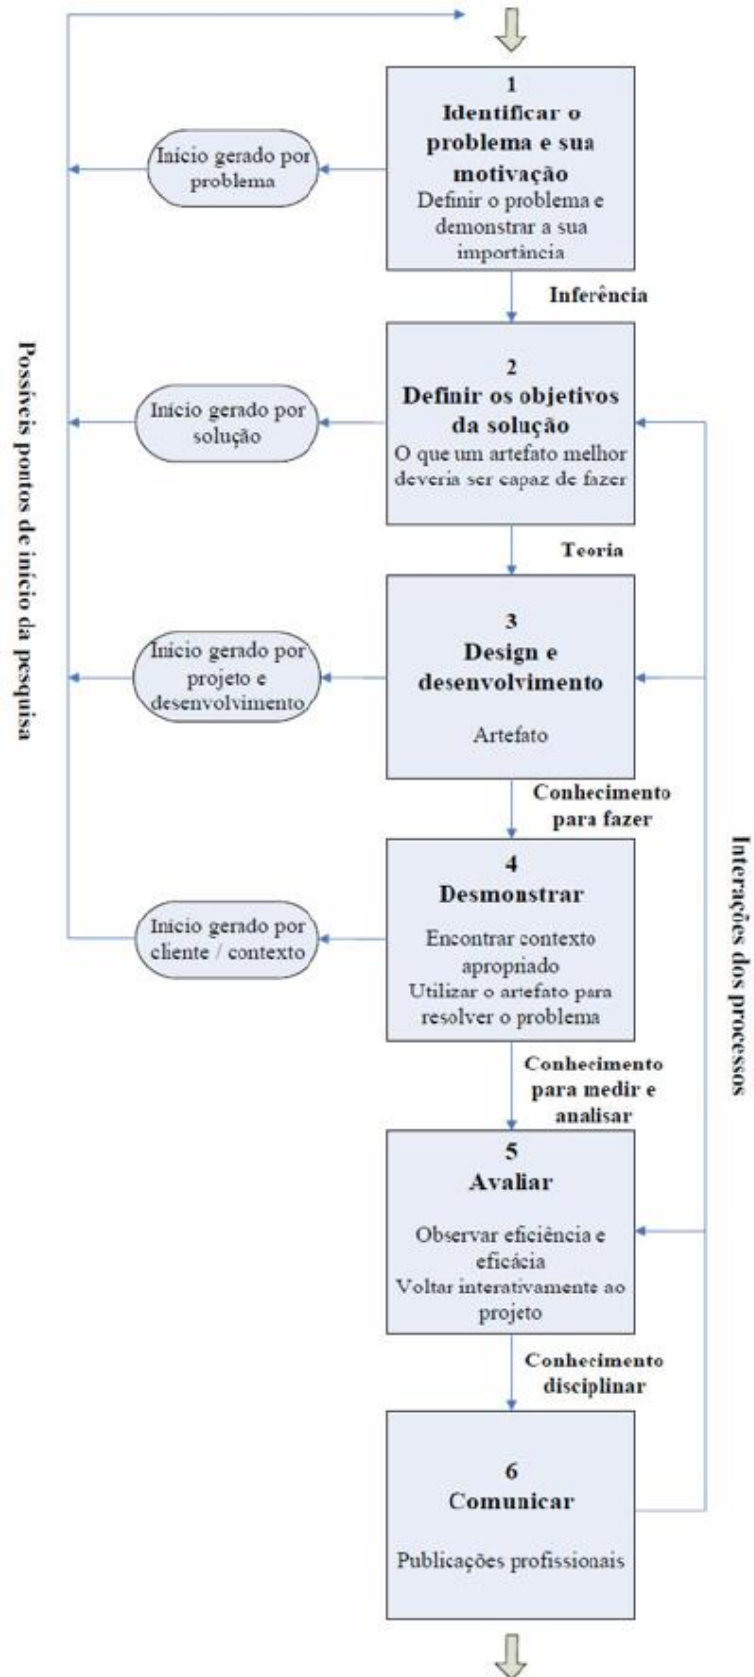 1
Identificar o
problema e sua
motivação
Definir o problema e
demonstrar a sua
importância
Início gerado por
problema
Inferência
2
Definir os objetivos
da solução
O que um artefato melhor
deveria ser capaz de fazer
Início gerado por
solução
Teoria
3
Design e
desenvolvimento
Artefato
Início gerado por
projeto e
desenvolvimento
Conhecimento
para fazer
4
Desmonstrar
Encontrar contexto
apropriado
Utilizar o artefato para
resolver o problema
Início gerado por
cliente / contexto
Conhecimento
para medir e
analisar
5
Avaliar
Observar eficiência e
eficácia
Voltar interativamente ao
projeto
Conhecimento
disciplinar
6
Comunicar
Publicações profissionais
Possíveis pontos de início da pesquisa
Interações dos processos